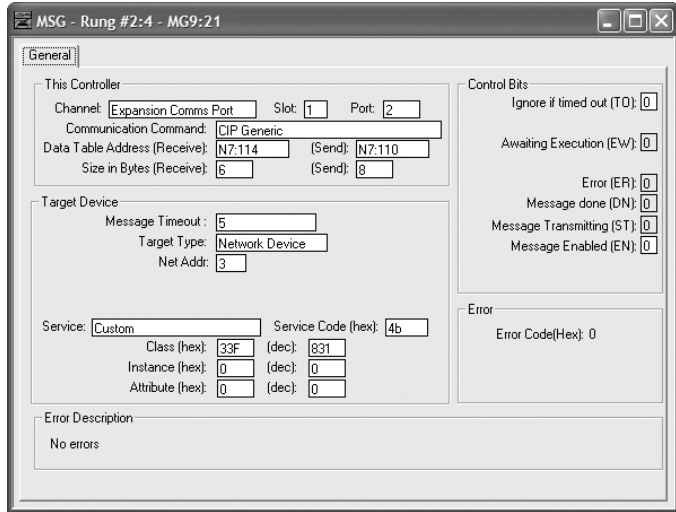 MSG - Rung #2:4 - MG9:21
General
This Controller
Channel: Expansion Comms Port Slot: 1 Port: 2
Communication Command: CIP Generic
Data Table Address (Receive): N7:114 (Send): N7:110
Size in Bytes (Receive): 6 (Send): 8
Target Device
Message Timeout : 5
Target Type: Network Device
Net Addr: 3
Service: Custom Service Code (hex): 4b
Class (hex): 33F (dec): 831
Instance (hex): 0 (dec): 0
Attribute (hex): 0 (dec): 0
Control Bits
Ignore if timed out (TO): 0
Awaiting Execution (EW): 0
Error (ER): 0
Message done (DN): 0
Message Transmitting (ST): 0
Message Enabled (EN): 0
Error
Error Code(Hex): 0
Error Description
No errors